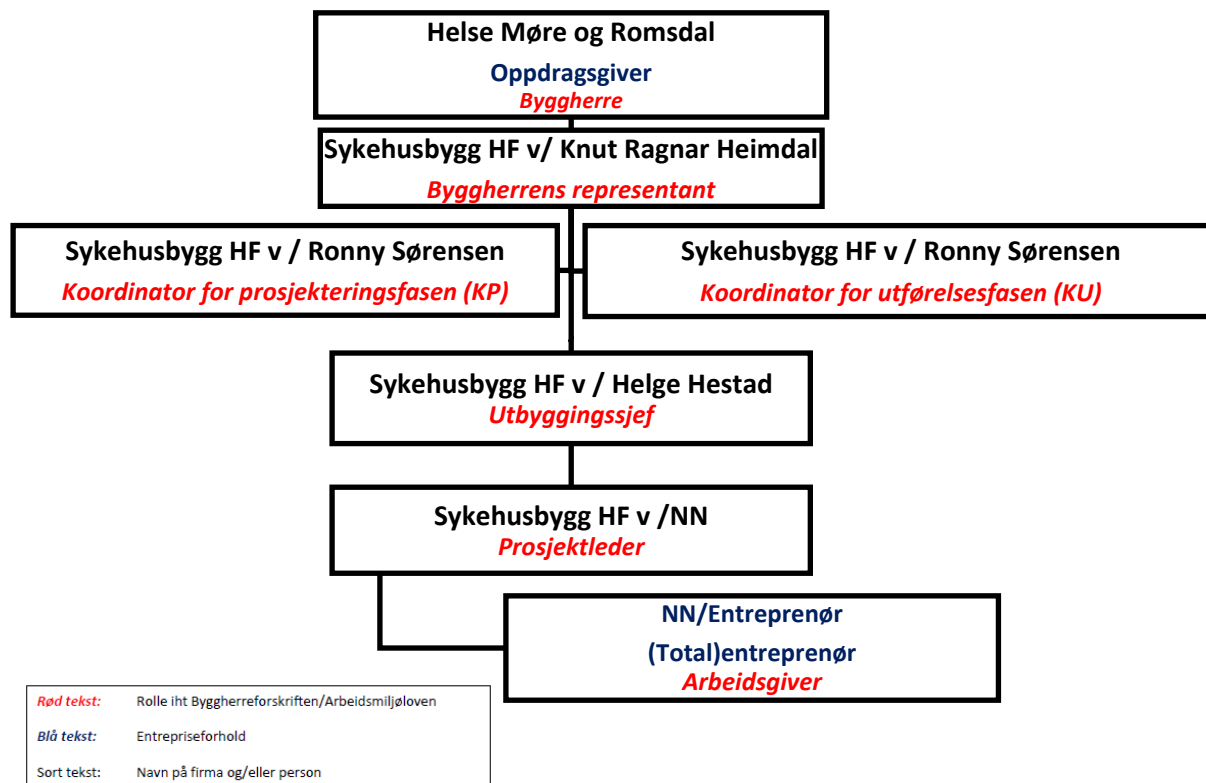 Helse Møre og Romsdal
Oppdragsgiver
Byggherre
Sykehusbygg HF v/ Knut Ragnar Heimdal
Byggherrens representant
Sykehusbygg HF v / Ronny Sørensen
Koordinator for prosjekteringsfasen (KP)
Sykehusbygg HF v / Ronny Sørensen
Koordinator for utførelsesfasen (KU)
Sykehusbygg HF v / Helge Hestad
Utbyggingssjef
Sykehusbygg HF v /NN
Prosjektleder
NN/Entreprenør
(Total)entreprenør
Arbeidsgiver
Rød tekst: Rolle iht Byggherreforskriften/Arbeidsmiljøloven
Blå tekst: Entrepriseforhold
Sort tekst: Navn på firma og/eller person